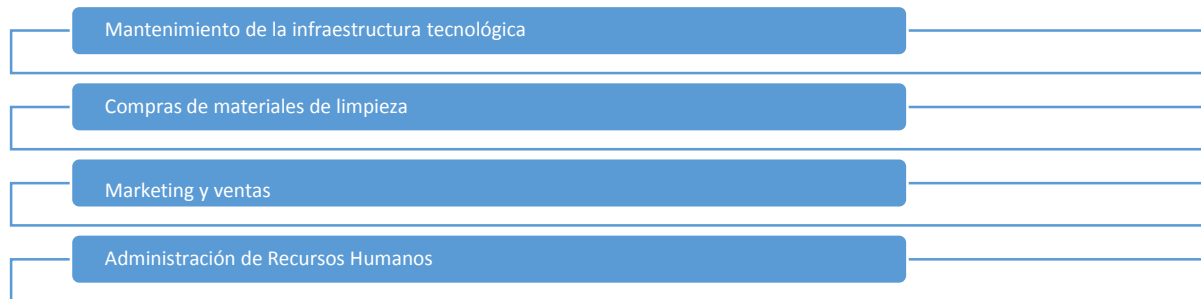 Mantenimiento de la infraestructura tecnológica
Compras de materiales de limpieza
Marketing y ventas
Administración de Recursos Humanos